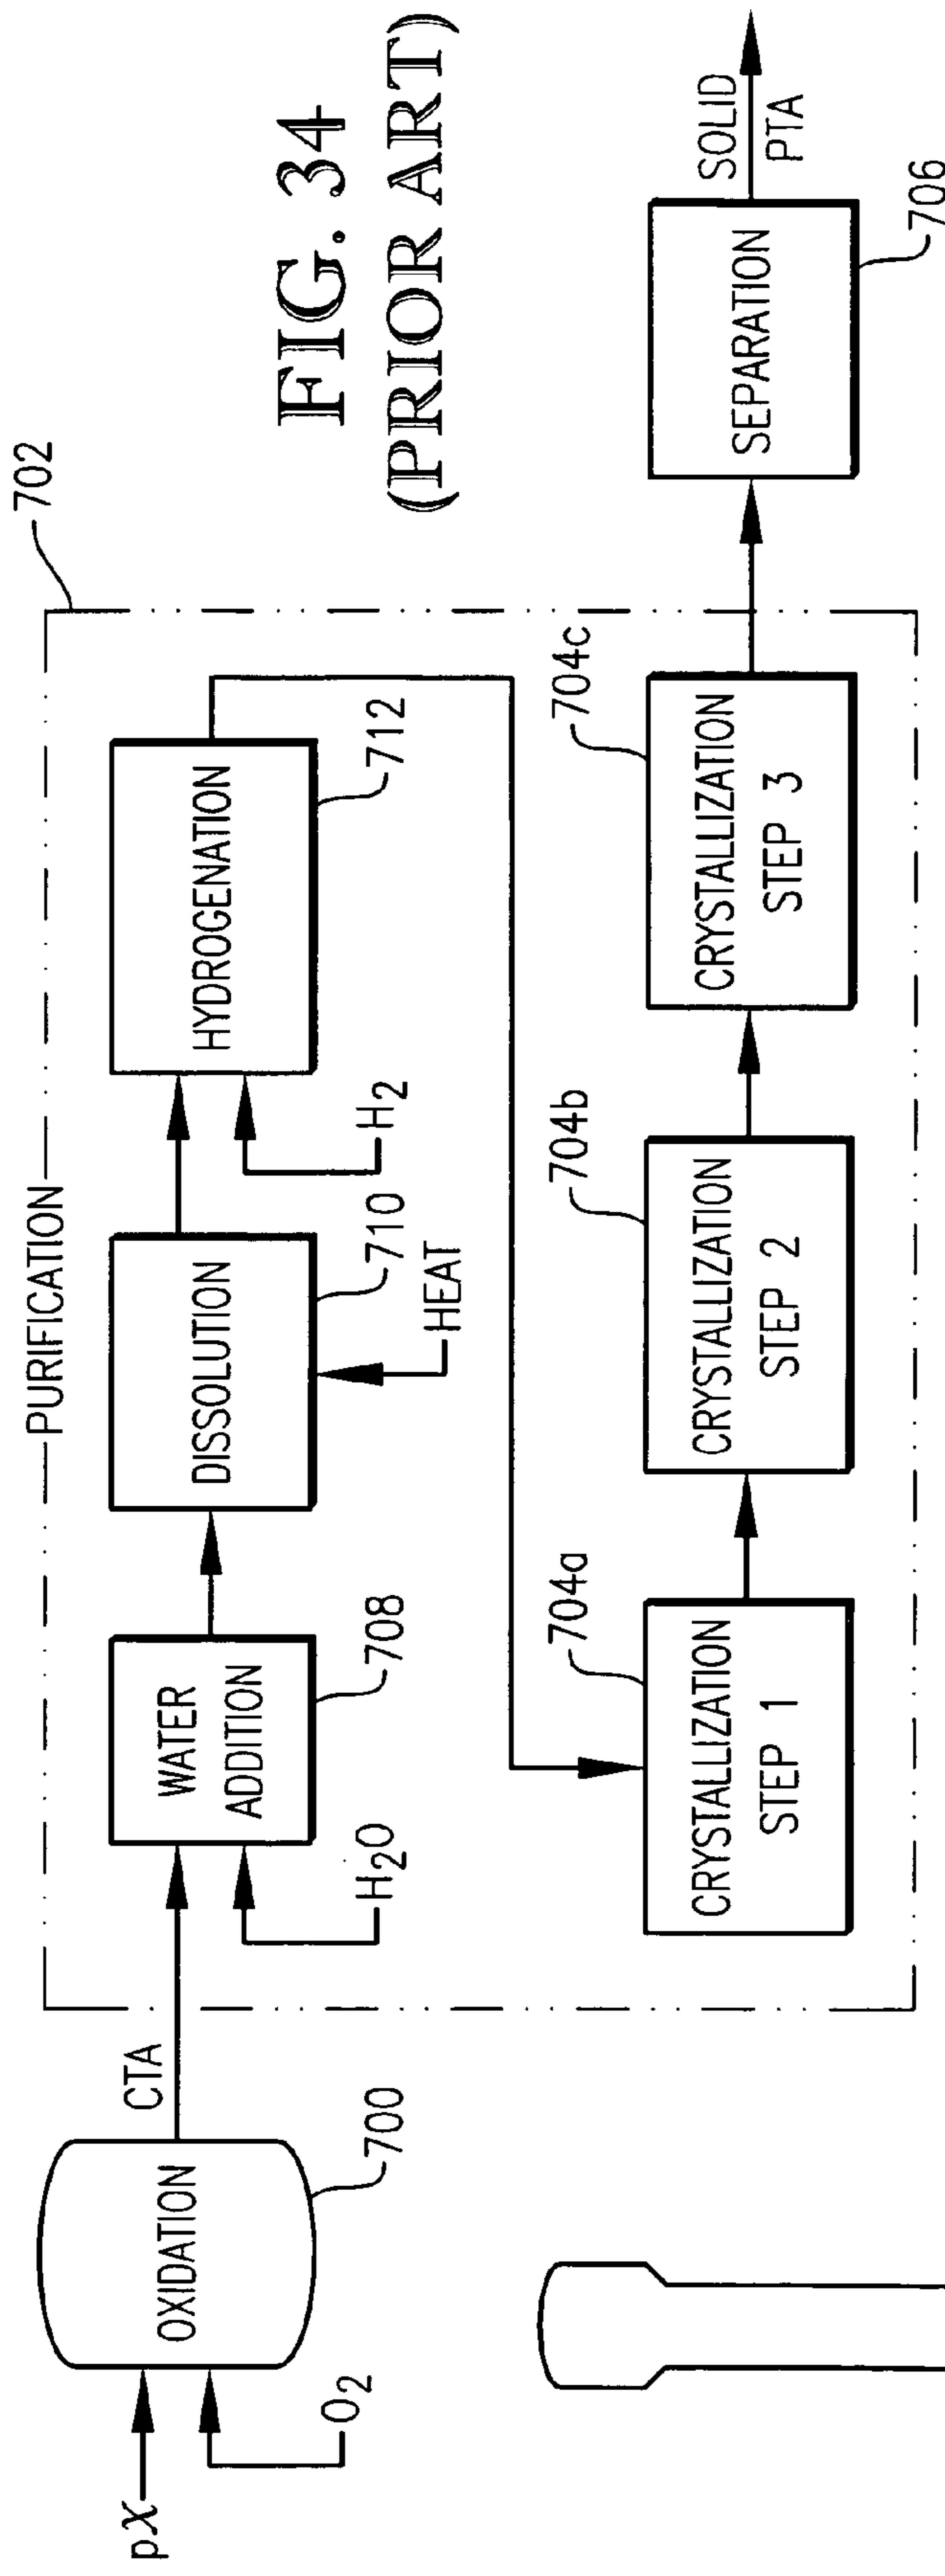 FIG. 34
(PRIOR ART)
PURIFICATION
702
pX
O2
OXIDATION
700
CTA
H2O
WATER
ADDITION
708
DISSOLUTION
710
HEAT
H2
HYDROGENATION
712
CRYSTALLIZATION
STEP 1
704a
CRYSTALLIZATION
STEP 2
704b
CRYSTALLIZATION
STEP 3
704c
SEPARATION
706
SOLID
PTA